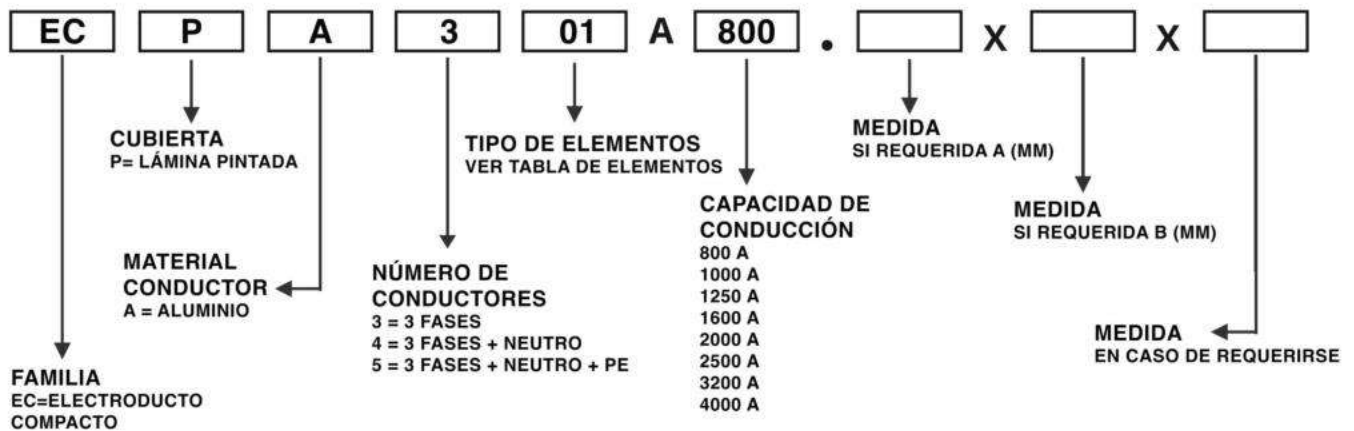 EC P A 3 01 A 800 . X X
CUBIERTA
P= LÁMINA PINTADA
TIPO DE ELEMENTOS
VER TABLA DE ELEMENTOS
MEDIDA
SI REQUERIDA A (MM)
CAPACIDAD DE
CONDUCCIÓN
800 A
1000 A
1250 A
1600 A
2000 A
2500 A
3200 A
4000 A
MEDIDA
SI REQUERIDA B (MM)
MATERIAL
CONDUCTOR
A = ALUMINIO
NÚMERO DE
CONDUCTORES
3 = 3 FASES
4 = 3 FASES + NEUTRO
5 = 3 FASES + NEUTRO + PE
MEDIDA
EN CASO DE REQUERIRSE
FAMILIA
EC=ELECTRODUCTO
COMPACTO